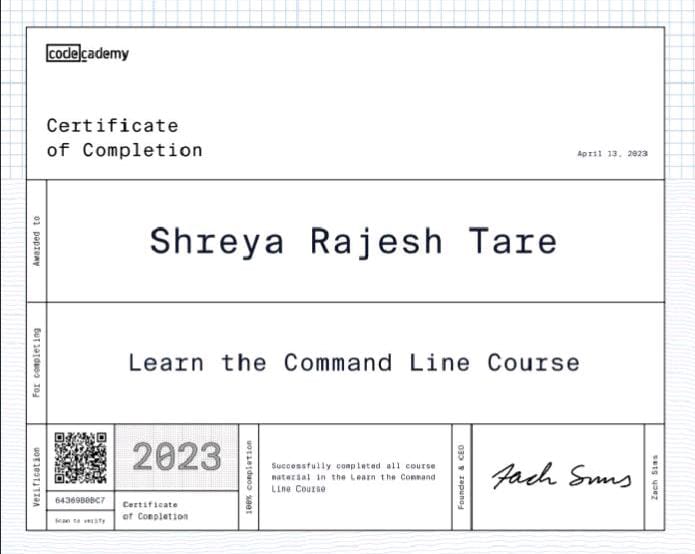 codecademy
Certificate
of Completion
April 13, 2023
Awarded to
Shreya Rajesh Tare
For completing
Learn the Command Line Course
Verification
64369B0BC7
Scan to verify
2023
Certificate
of Completion
100% completion
Successfully completed all course
material in the Learn the Command
Line Course
Founder & CEO
Zach Sims
Zach Sims